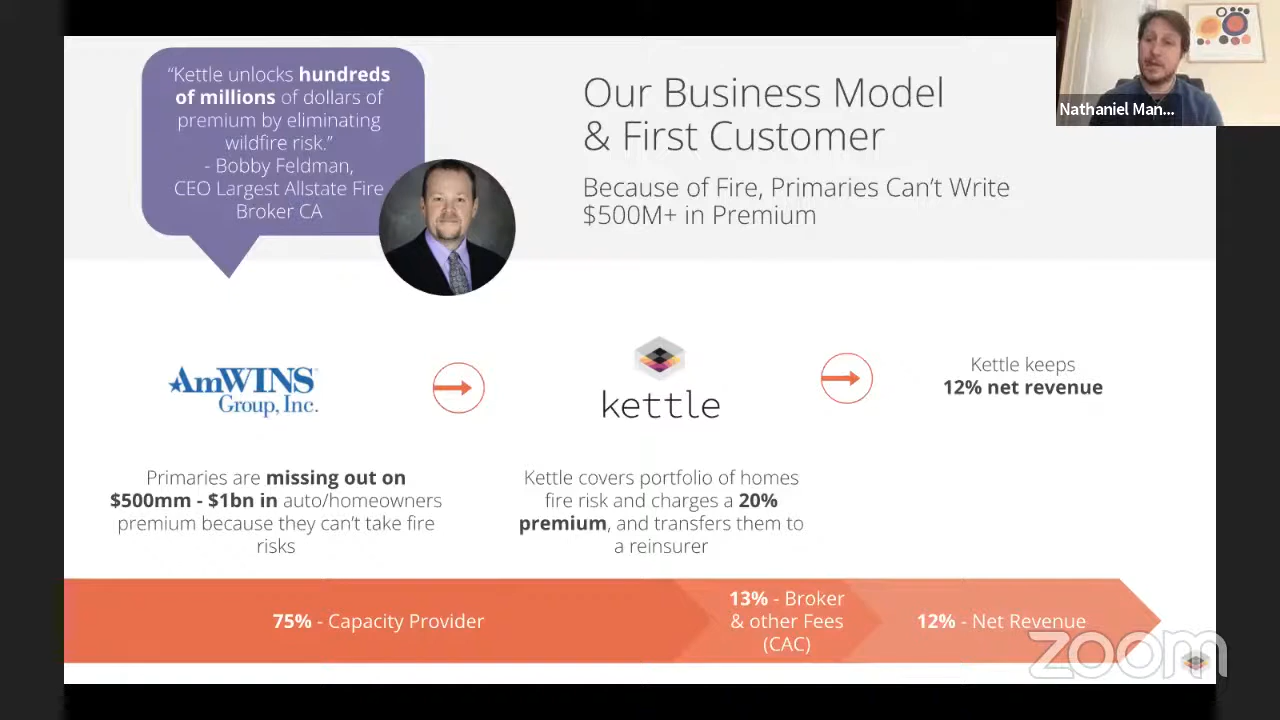 “Kettle unlocks hundreds
of millions of dollars of
premium by eliminating
wildfire risk.”
- Bobby Feldman,
CEO Largest Allstate Fire
Broker CA
Our Business Model
& First Customer
Because of Fire, Primaries Can’t Write
$500M+ in Premium
Nathaniel Man...
AmWINS
Group, Inc.
kettle
Kettle keeps
12% net revenue
Primaries are missing out on
$500mm - $1bn in auto/homeowners
premium because they can’t take fire
risks
Kettle covers portfolio of homes
fire risk and charges a 20%
premium, and transfers them to
a reinsurer
75% - Capacity Provider
13% - Broker
& other Fees
(CAC)
12% - Net Revenue
zoom